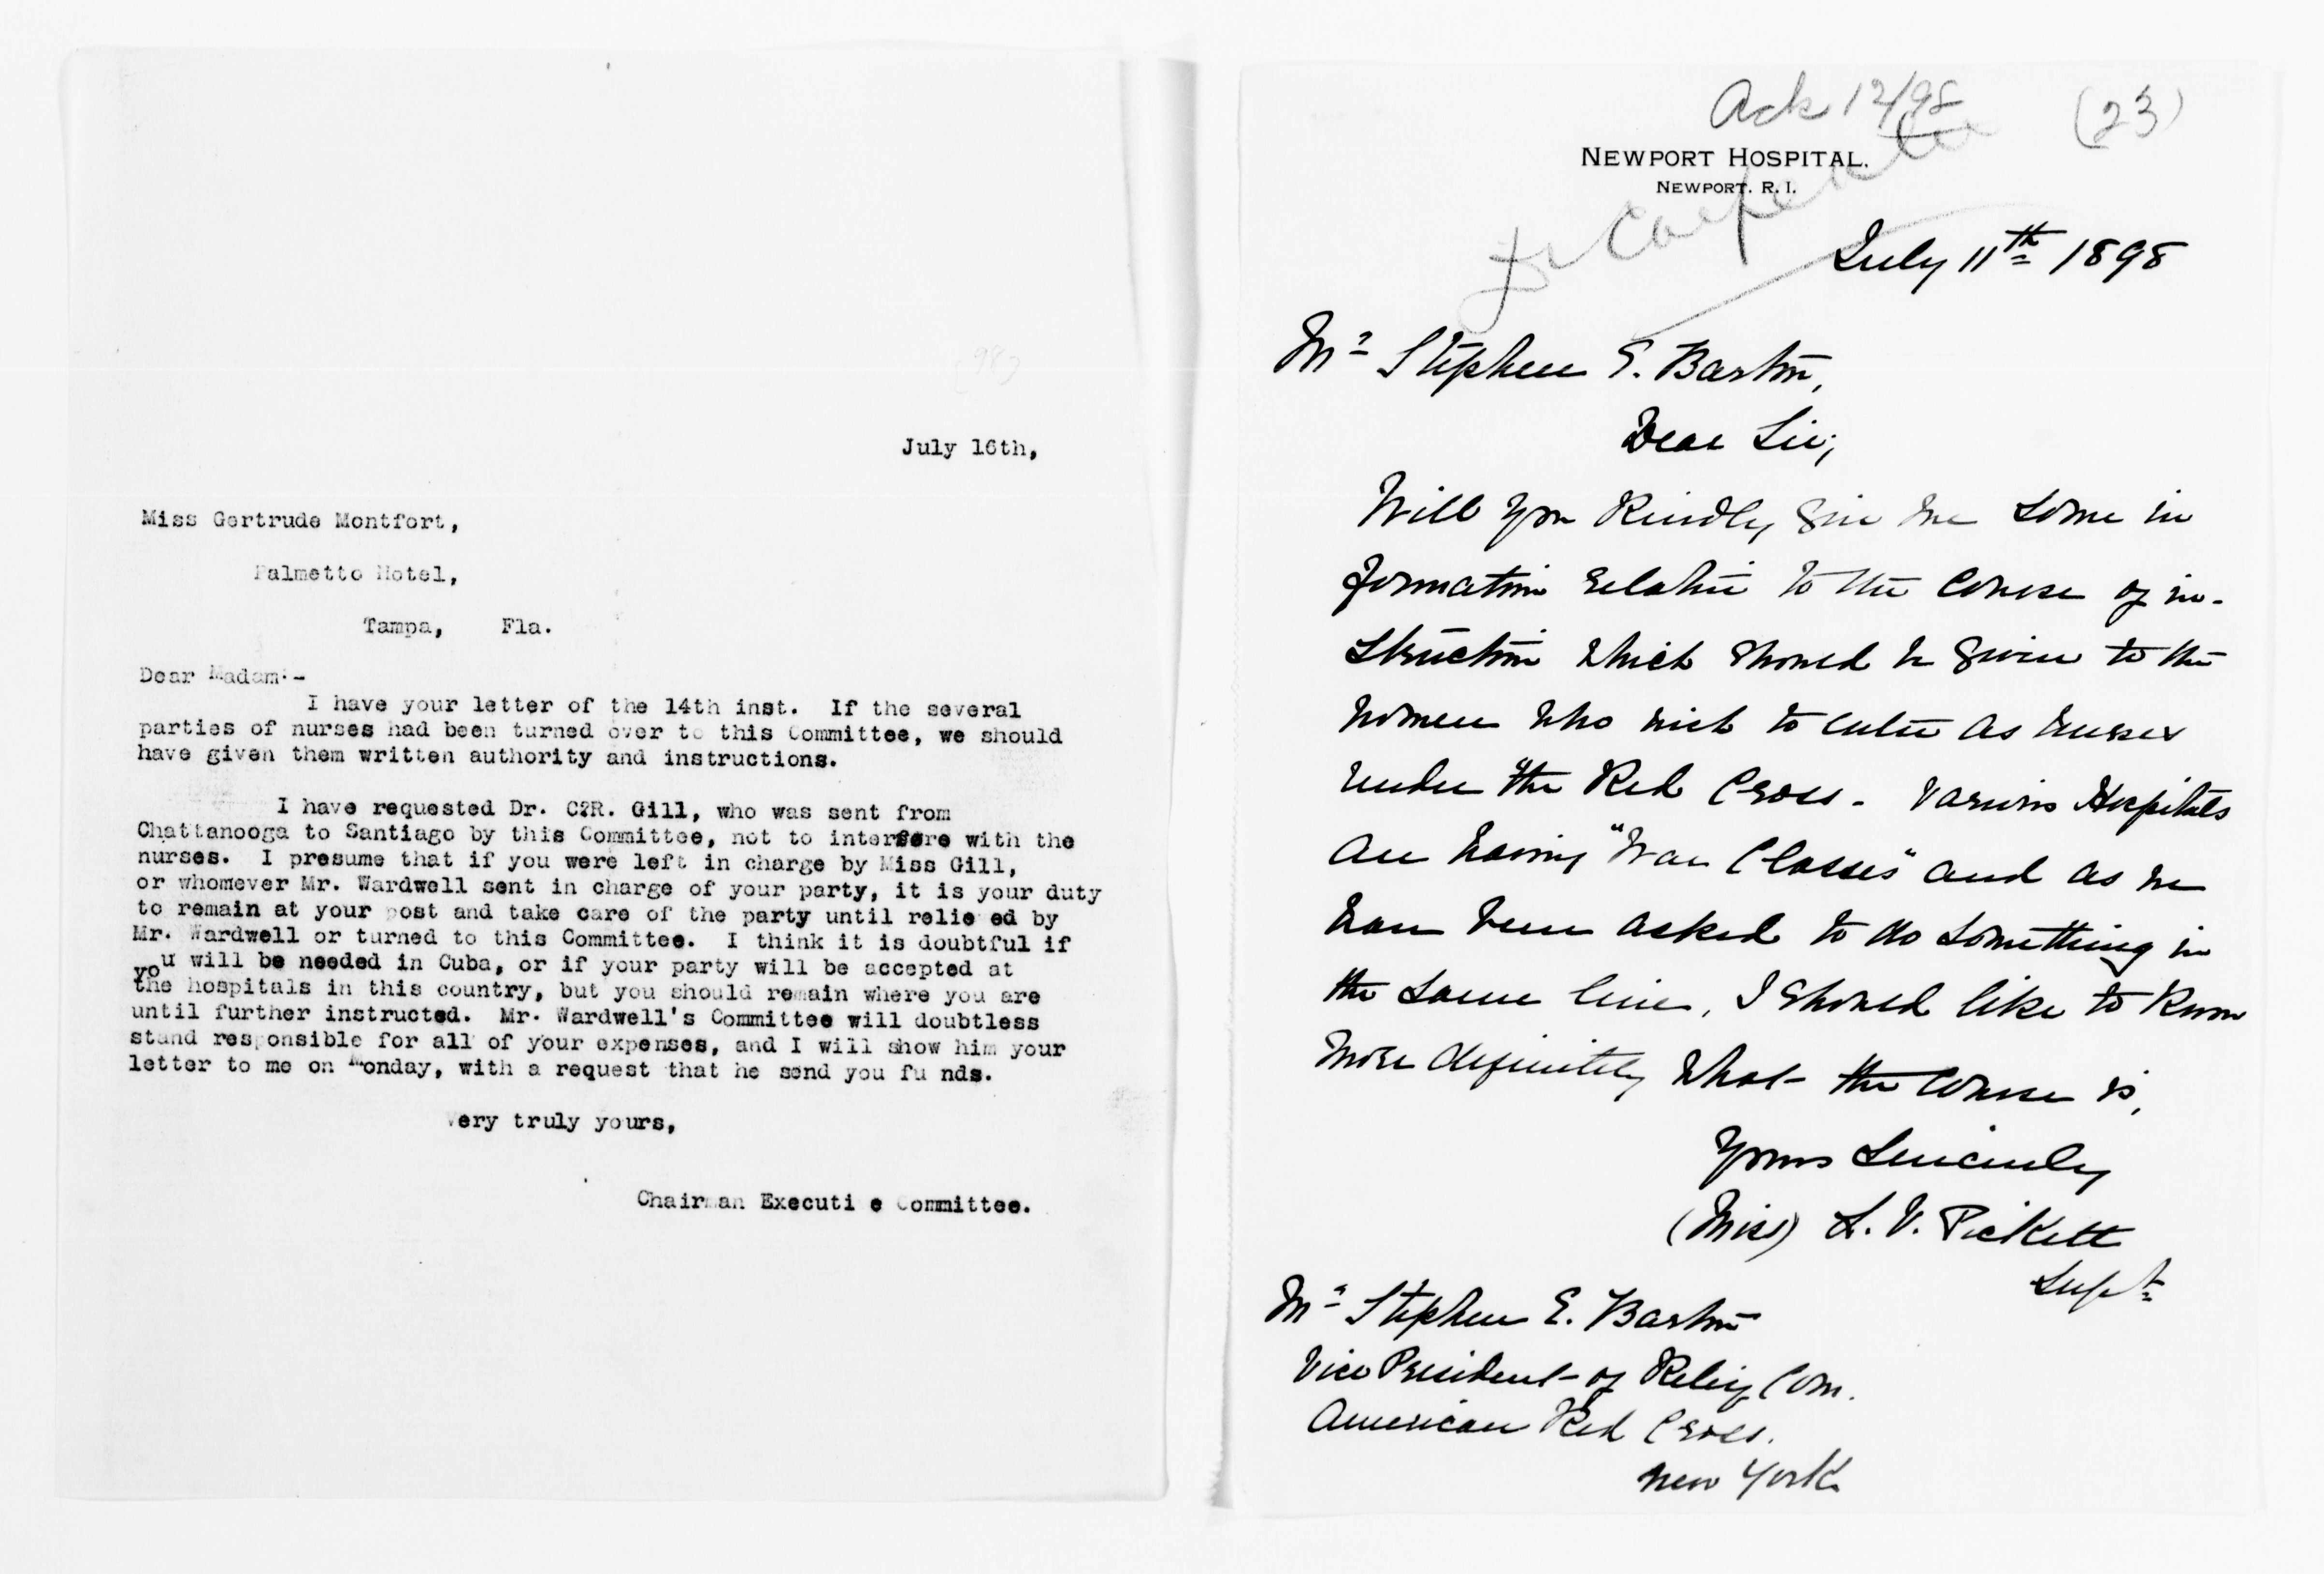 July 16th,
Miss Gertrude Montfort,
Palmetto Hotel,
Tampa, Fla.
Dear Madam:-
I have your letter of the 14th inst. If the several
parties of nurses had been turned over to this Committee, we should
have given them written authority and instructions.
I have requested Dr. C?R. Gill, who was sent from
Chattanooga to Santiago by this Committee, not to interfere with the
nurses. I presume that if you were left in charge by Miss Gill,
or whomever Mr. Wardwell sent in charge of your party, it is your duty
to remain at your post and take care of the party until relie ed by
Mr. Wardwell or turned to this Committee. I think it is doubtful if
you will be needed in Cuba, or if your party will be accepted at
the hospitals in this country, but you should remain where you are
until further instructed. Mr. Wardwell's Committee will doubtless
stand responsible for all of your expenses, and I will show him your
letter to me on Monday, with a request that he send you fu nds.
Very truly yours,
Chairman Executi e Committee.
Ack 12/98
(23)
NEWPORT HOSPITAL.
NEWPORT. R. I.
Dr Carpenter
July 11th 1898
Mr Stephen E. Barton,
Dear Sir;
Will you Kindly give me some in
formation relative to the course of in-
struction which should be given to the
women who wish to enter as nurses
under "the Red Cross. Various Hospitals
are having "War Classes" and as we
have been asked to do something in
the same line, I should like to know
more definitely what the course is,
Yours Sincerely
(Miss) L. V. Pickett
Supt
Mr Stephen E. Barton
Vice President of Relief Com.
American Red Cross.
New York